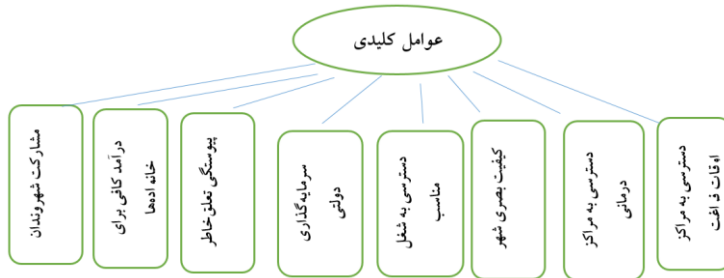 عوامل کلیدی
دسترسی به مراکز
اوقات فراغت
دسترسی به مراکز
درمانی
کیفیت بصری شهر
دسترسی به شغل
مناسب
سرمایه‌گذاری
دولتی
پیوستگی تعلق خاطر
درآمد کافی برای
خانواده‌ها
مشارکت شهروندان